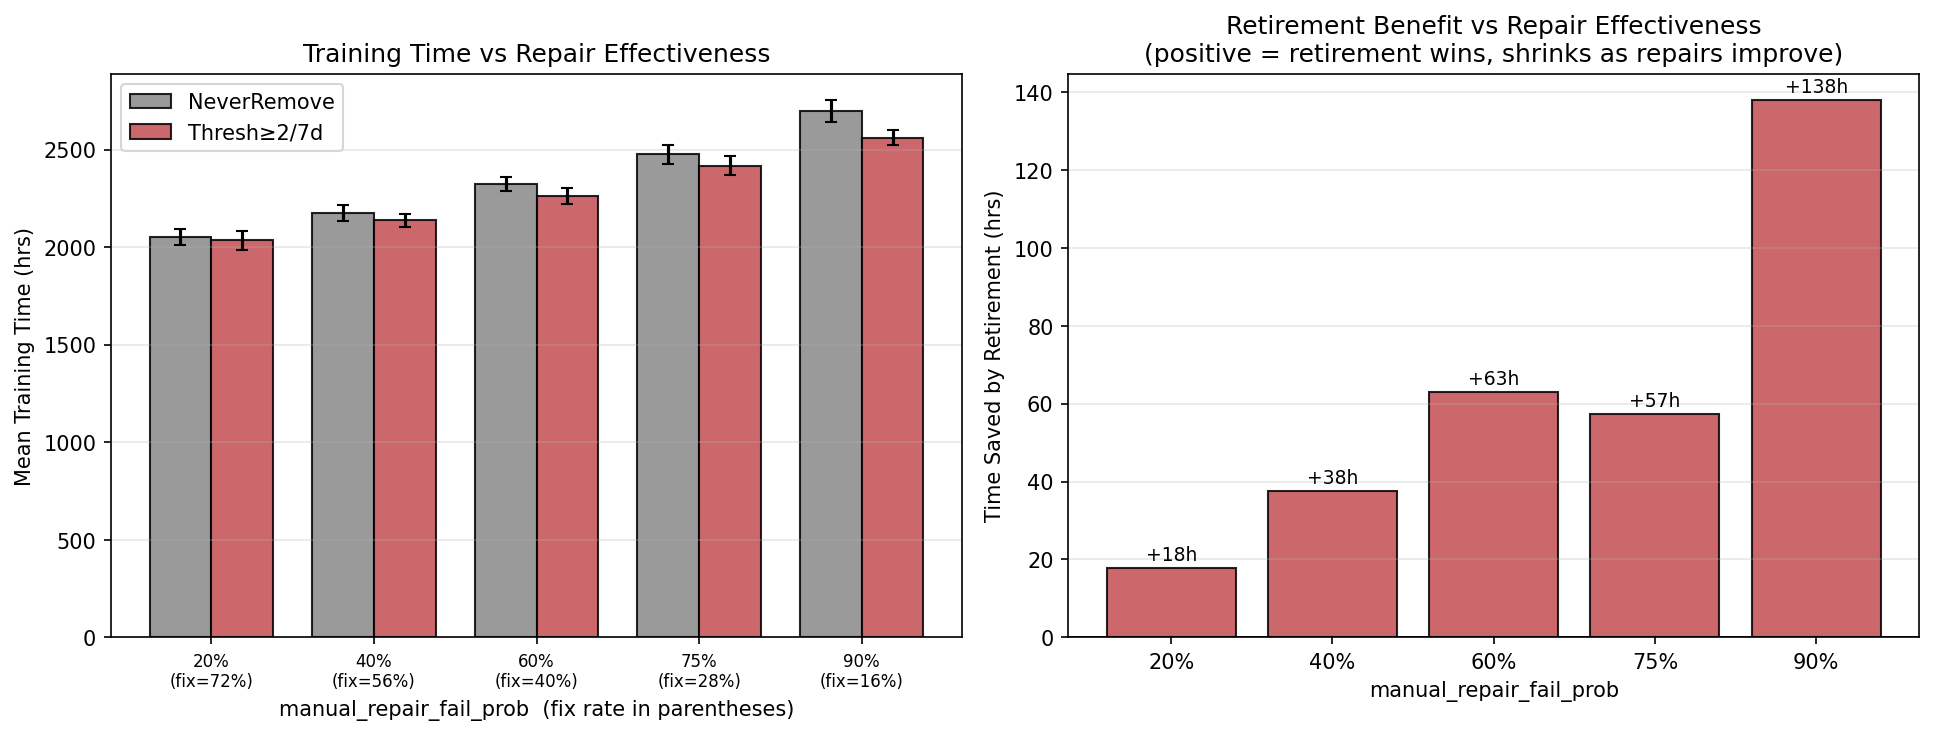 Training Time vs Repair Effectiveness
NeverRemove
Thresh≥2/7d
Mean Training Time (hrs)
2500
2000
1500
1000
500
0
20%
(fix=72%)
40%
(fix=56%)
60%
(fix=40%)
75%
(fix=28%)
90%
(fix=16%)
manual_repair_fail_prob  (fix rate in parentheses)
Retirement Benefit vs Repair Effectiveness
(positive = retirement wins, shrinks as repairs improve)
Time Saved by Retirement (hrs)
140
120
100
80
60
40
20
0
+18h
+38h
+63h
+57h
+138h
20%
40%
60%
75%
90%
manual_repair_fail_prob